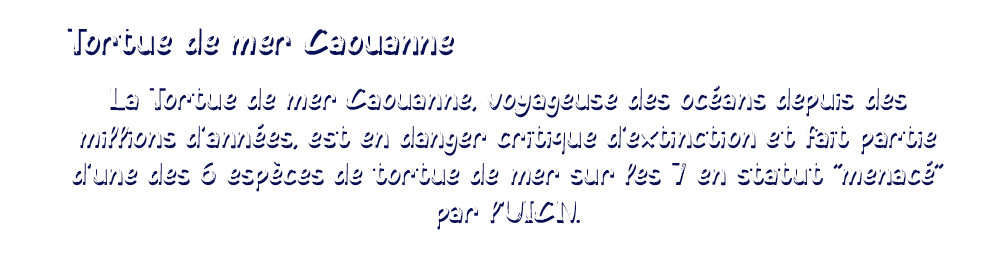 Tortue de mer Caouanne
La Tortue de mer Caouanne, voyageuse des océans depuis des
millions d'années, est en danger critique d'extinction et fait partie
d'une des 6 espèces de tortue de mer sur les 7 en statut "menacé"
par l'UICN.